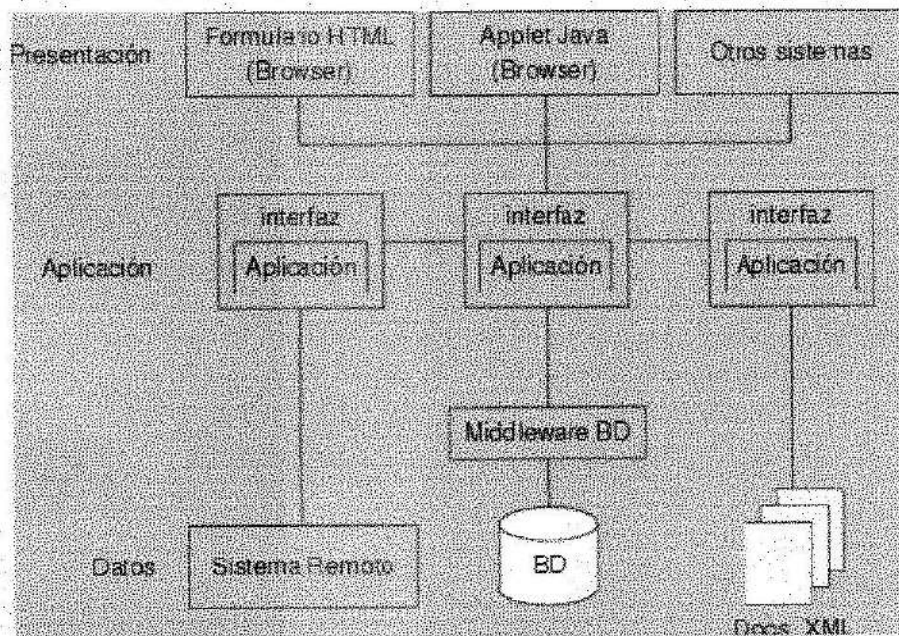 Presentación
Formulario HTML
(Browser)
Applet Java
(Browser)
Otros sistemas
Aplicación
interfaz
Aplicación
interfaz
Aplicación
interfaz
Aplicación
Middleware BD
Datos
Sistema Remoto
BD
Docs. XML